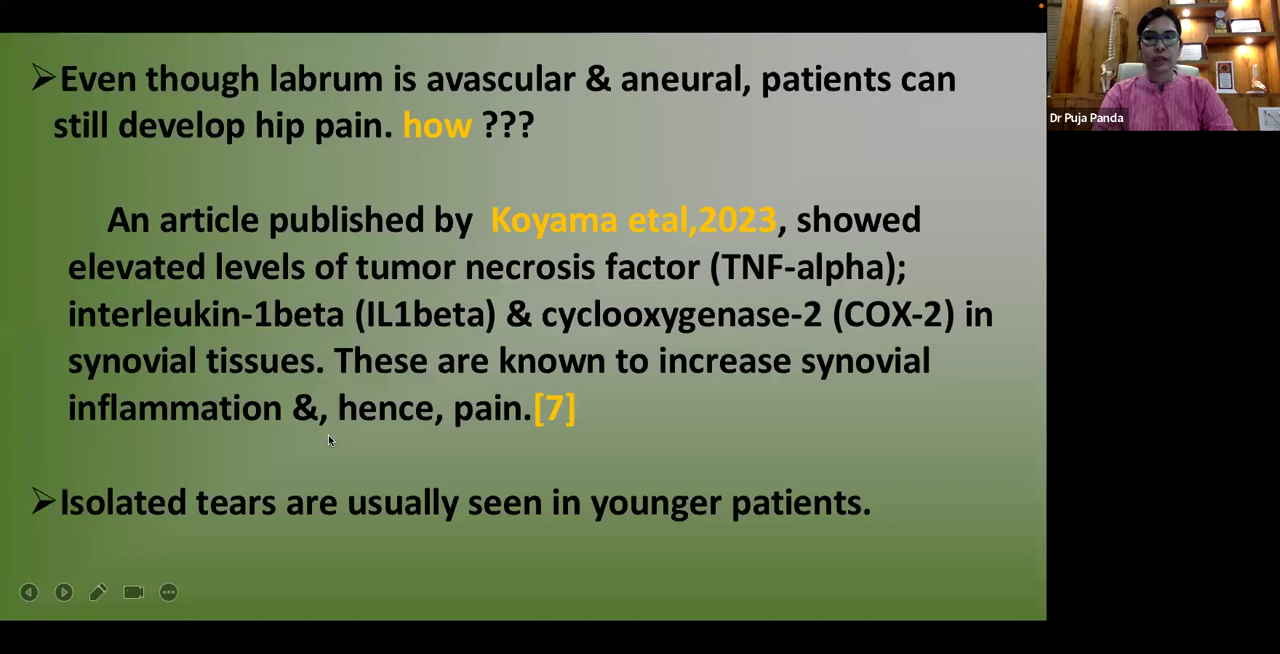 ➢Even though labrum is avascular & aneural, patients can
still develop hip pain. how ???
An article published by Koyama etal,2023, showed
elevated levels of tumor necrosis factor (TNF-alpha);
interleukin-1beta (IL1beta) & cyclooxygenase-2 (COX-2) in
synovial tissues. These are known to increase synovial
inflammation &, hence, pain.[7]
➢Isolated tears are usually seen in younger patients.
Dr Puja Panda